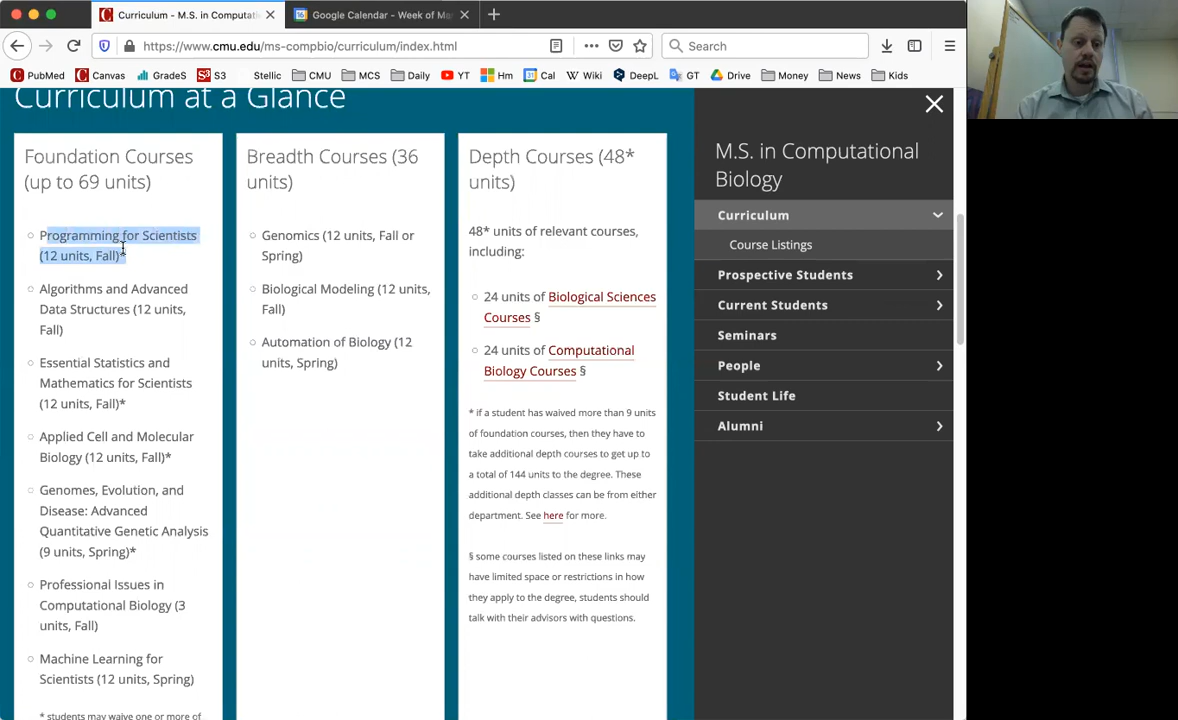 Curriculum – M.S. in Computati
Google Calendar - Week of Ma
https://www.cmu.edu/ms-compbio/curriculum/index.html
Search
PubMed Canvas GradeS S3 Stellic CMU MCS Daily YT Hm Cal Wiki DeepL GT Drive Money News Kids
Curriculum at a Glance
Foundation Courses
(up to 69 units)
Programming for Scientists
(12 units, Fall)*
Algorithms and Advanced
Data Structures (12 units,
Fall)
Essential Statistics and
Mathematics for Scientists
(12 units, Fall)*
Applied Cell and Molecular
Biology (12 units, Fall)*
Genomes, Evolution, and
Disease: Advanced
Quantitative Genetic Analysis
(9 units, Spring)*
Professional Issues in
Computational Biology (3
units, Fall)
Machine Learning for
Scientists (12 units, Spring)
* students may waive one or more of
Breadth Courses (36
units)
Genomics (12 units, Fall or
Spring)
Biological Modeling (12 units,
Fall)
Automation of Biology (12
units, Spring)
Depth Courses (48*
units)
48* units of relevant courses,
including:
24 units of Biological Sciences
Courses §
24 units of Computational
Biology Courses §
* if a student has waived more than 9 units
of foundation courses, then they have to
take additional depth courses to get up to
a total of 144 units to the degree. These
additional depth classes can be from either
department. See here for more.
§ some courses listed on these links may
have limited space or restrictions in how
they apply to the degree, students should
talk with their advisors with questions.
M.S. in Computational
Biology
Curriculum
Course Listings
Prospective Students
Current Students
Seminars
People
Student Life
Alumni